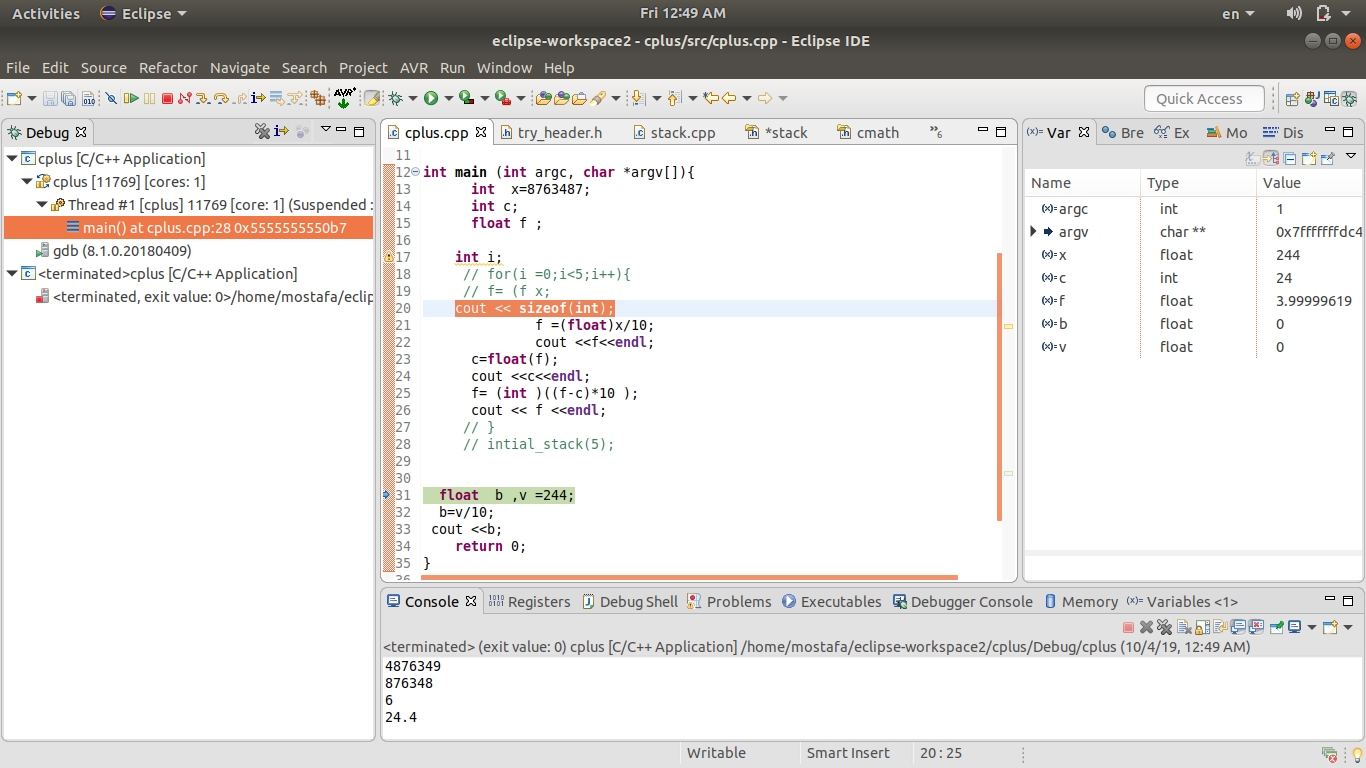 Activities Eclipse Fri 12:49 AM en
eclipse-workspace2 - cplus/src/cplus.cpp - Eclipse IDE
File Edit Source Refactor Navigate Search Project AVR Run Window Help
Quick Access
Debug
cplus [C/C++ Application]
cplus [11769] [cores: 1]
Thread #1 [cplus] 11769 [core: 1] (Suspended :
main() at cplus.cpp:28 0x5555555550b7
gdb (8.1.0.20180409)
<terminated>cplus [C/C++ Application]
<terminated, exit value: 0>/home/mostafa/eclip
cplus.cpp try_header.h stack.cpp *stack cmath »6
11
12 int main (int argc, char *argv[]){
13 int x=8763487;
14 int c;
15 float f ;
16
17 int i;
18 // for(i =0;i<5;i++){
19 // f= (f x;
20 cout << sizeof(int);
21 f =(float)x/10;
22 cout <<f<<endl;
23 c=float(f);
24 cout <<c<<endl;
25 f= (int )((f-c)*10 );
26 cout << f <<endl;
27 // }
28 // intial_stack(5);
29
30
31 float b ,v =244;
32 b=v/10;
33 cout <<b;
34 return 0;
35 }
36
Var Bre Ex Mo Dis
Name Type Value
argc int 1
argv char ** 0x7fffffffdc4
x float 244
c int 24
f float 3.99999619
b float 0
v float 0
Console Registers Debug Shell Problems Executables Debugger Console Memory Variables <1>
<terminated> (exit value: 0) cplus [C/C++ Application] /home/mostafa/eclipse-workspace2/cplus/Debug/cplus (10/4/19, 12:49 AM)
4876349
876348
6
24.4
Writable Smart Insert 20 : 25